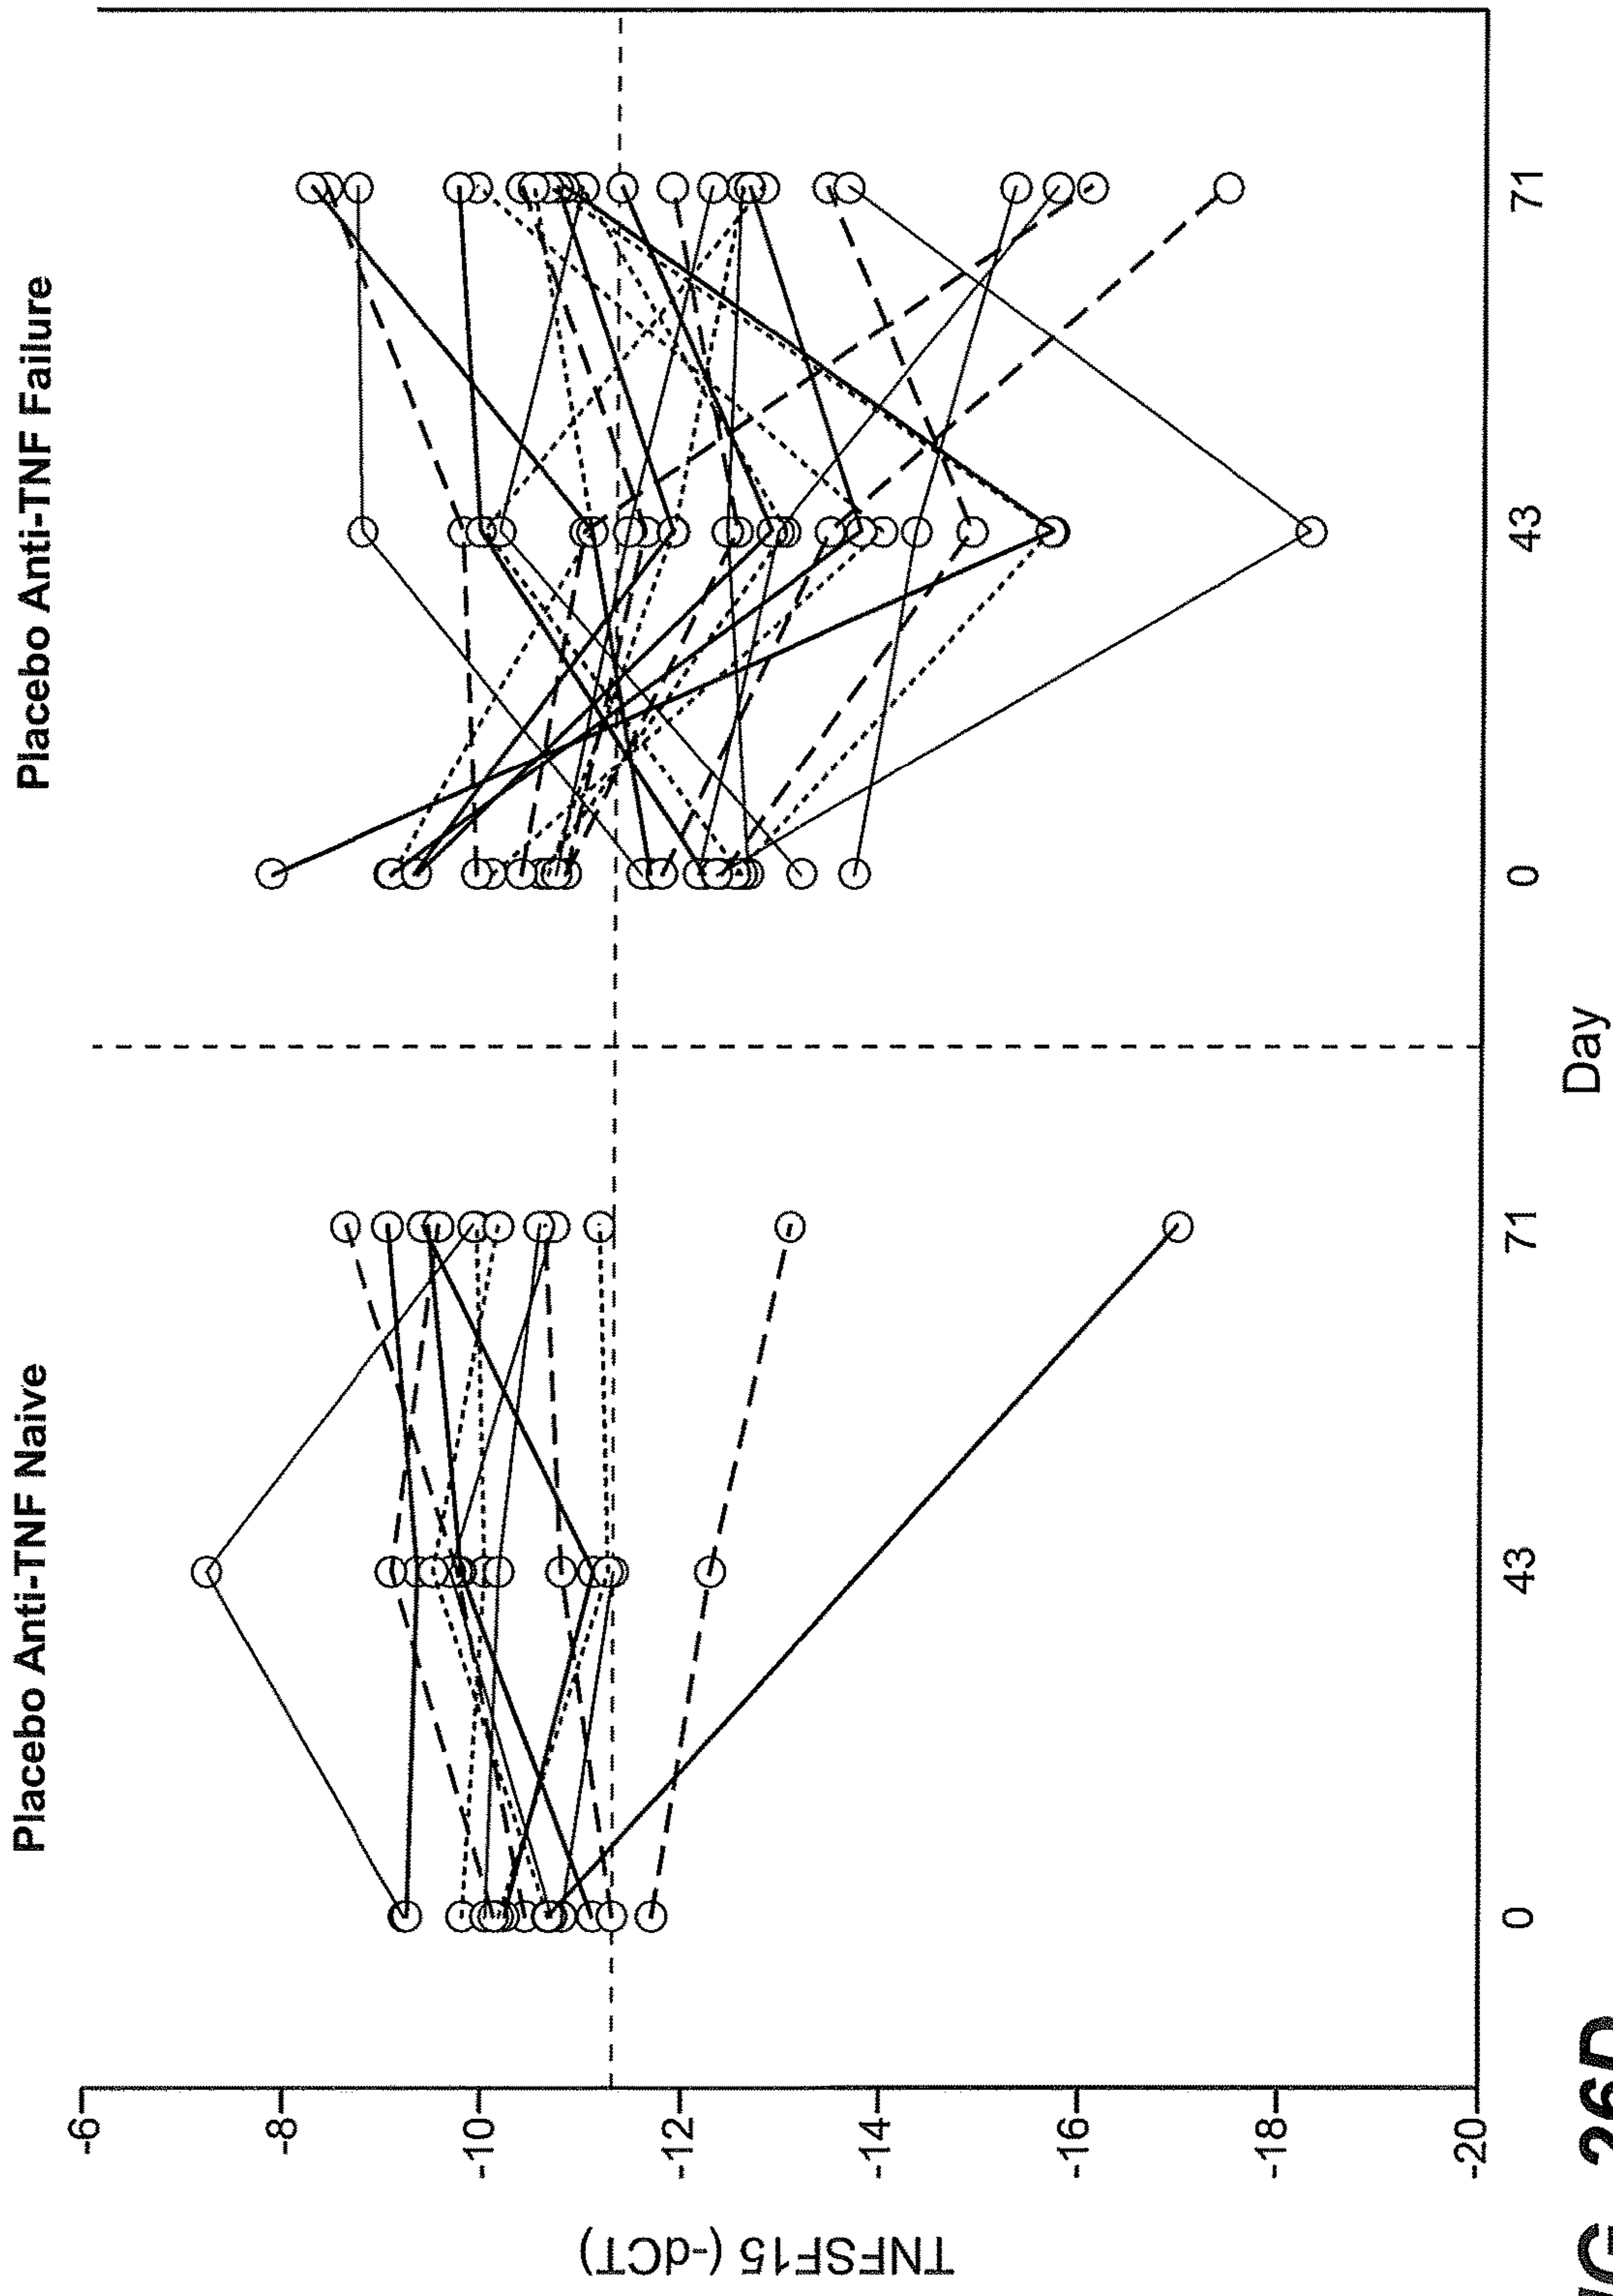 Placebo Anti-TNF Naive
Placebo Anti-TNF Failure
TNFSF15 (-dCT)
-6
-8
-10
-12
-14
-16
-18
-20
0
43
71
0
43
71
Day
26D